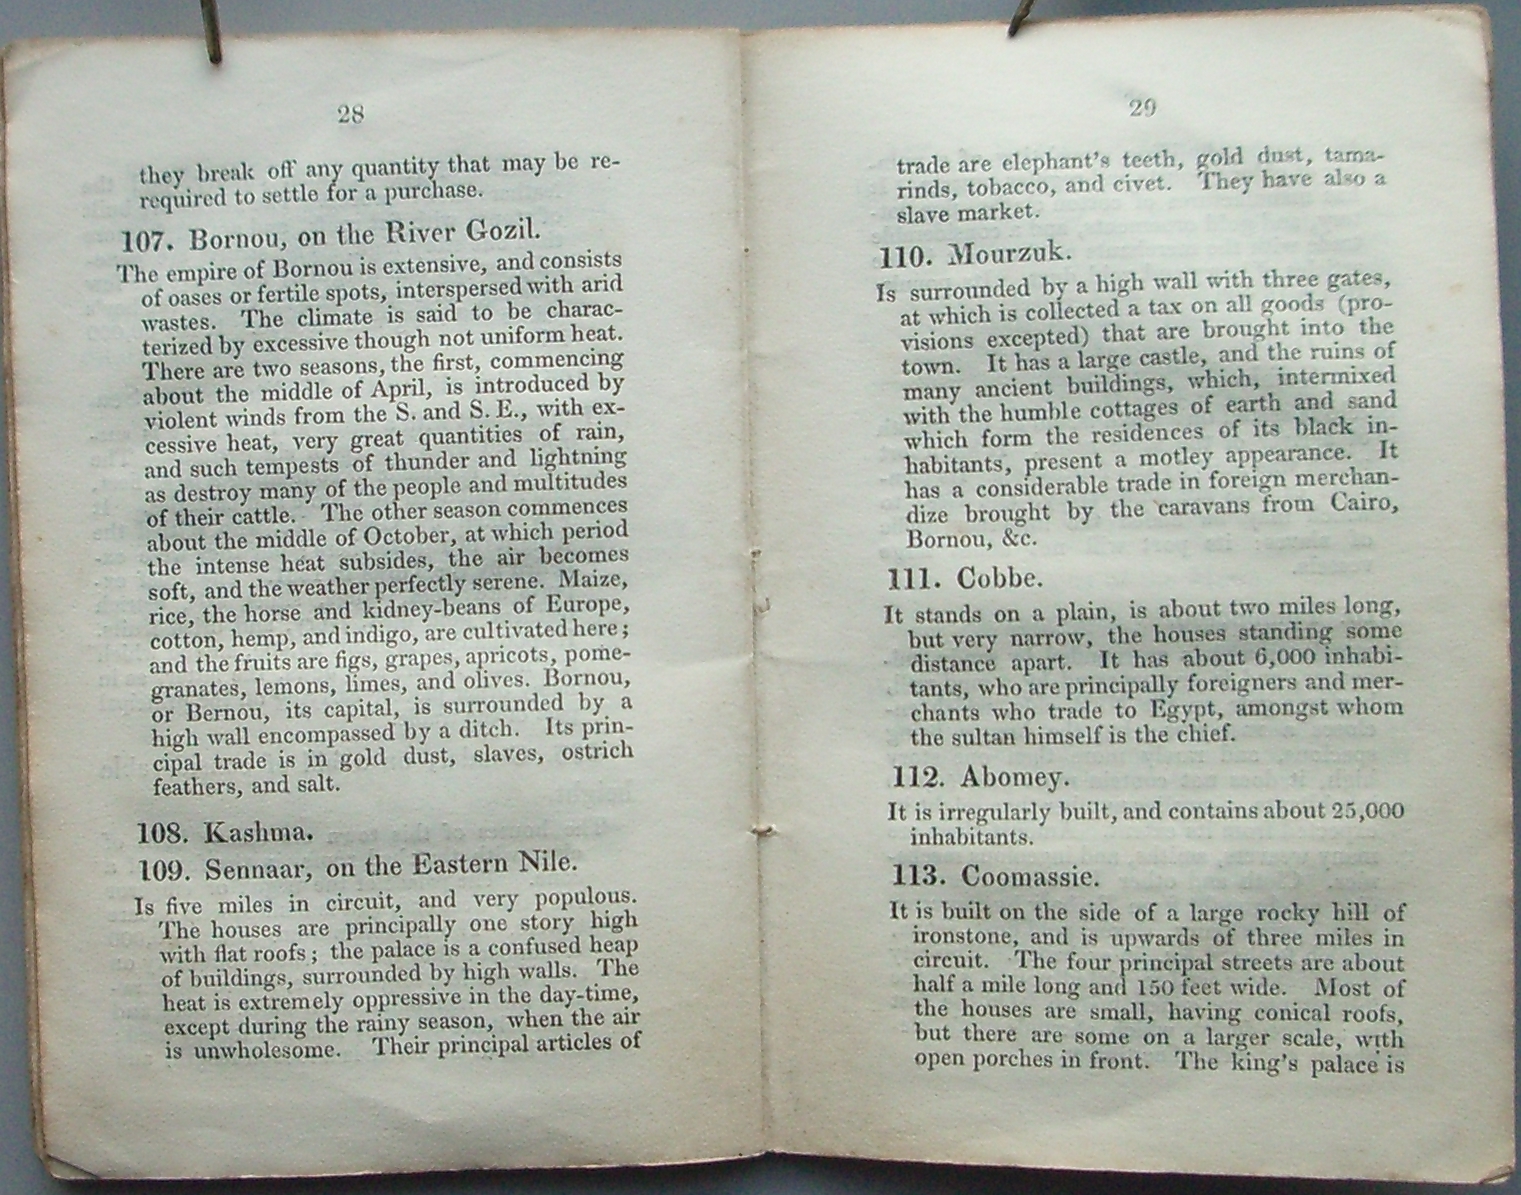 28
they break off any quantity that may be re-
required to settle for a purchase.
107. Bornou, on the River Gozil.
The empire of Bornou is extensive, and consists
of oases or fertile spots, interspersed with arid
wastes. The climate is said to be charac-
terized by excessive though not uniform heat.
There are two seasons, the first, commencing
about the middle of April, is introduced by
violent winds from the S. and S. E., with ex-
cessive heat, very great quantities of rain,
and such tempests of thunder and lightning
as destroy many of the people and multitudes
of their cattle. The other season commences
about the middle of October, at which period
the intense heat subsides, the air becomes
soft, and the weather perfectly serene. Maize,
rice, the horse and kidney-beans of Europe,
cotton, hemp, and indigo, are cultivated here;
and the fruits are figs, grapes, apricots, pome-
granates, lemons, limes, and olives. Bornou,
or Bernou, its capital, is surrounded by a
high wall encompassed by a ditch. Its prin-
cipal trade is in gold dust, slaves, ostrich
feathers, and salt.
108. Kashma.
109. Sennaar, on the Eastern Nile.
Is five miles in circuit, and very populous.
The houses are principally one story high
with flat roofs; the palace is a confused heap
of buildings, surrounded by high walls. The
heat is extremely oppressive in the day-time,
except during the rainy season, when the air
is unwholesome. Their principal articles of
29
trade are elephant's teeth, gold dust, tama-
rinds, tobacco, and civet. They have also a
slave market.
110. Mourzuk.
Is surrounded by a high wall with three gates,
at which is collected a tax on all goods (pro-
visions excepted) that are brought into the
town. It has a large castle, and the ruins of
many ancient buildings, which, intermixed
with the humble cottages of earth and sand
which form the residences of its black in-
habitants, present a motley appearance. It
has a considerable trade in foreign merchan-
dize brought by the caravans from Cairo,
Bornou, &c.
111. Cobbe.
It stands on a plain, is about two miles long,
but very narrow, the houses standing some
distance apart. It has about 6,000 inhabi-
tants, who are principally foreigners and mer-
chants who trade to Egypt, amongst whom
the sultan himself is the chief.
112. Abomey.
It is irregularly built, and contains about 25,000
inhabitants.
113. Coomassie.
It is built on the side of a large rocky hill of
ironstone, and is upwards of three miles in
circuit. The four principal streets are about
half a mile long and 150 feet wide. Most of
the houses are small, having conical roofs,
but there are some on a larger scale, with
open porches in front. The king's palace is